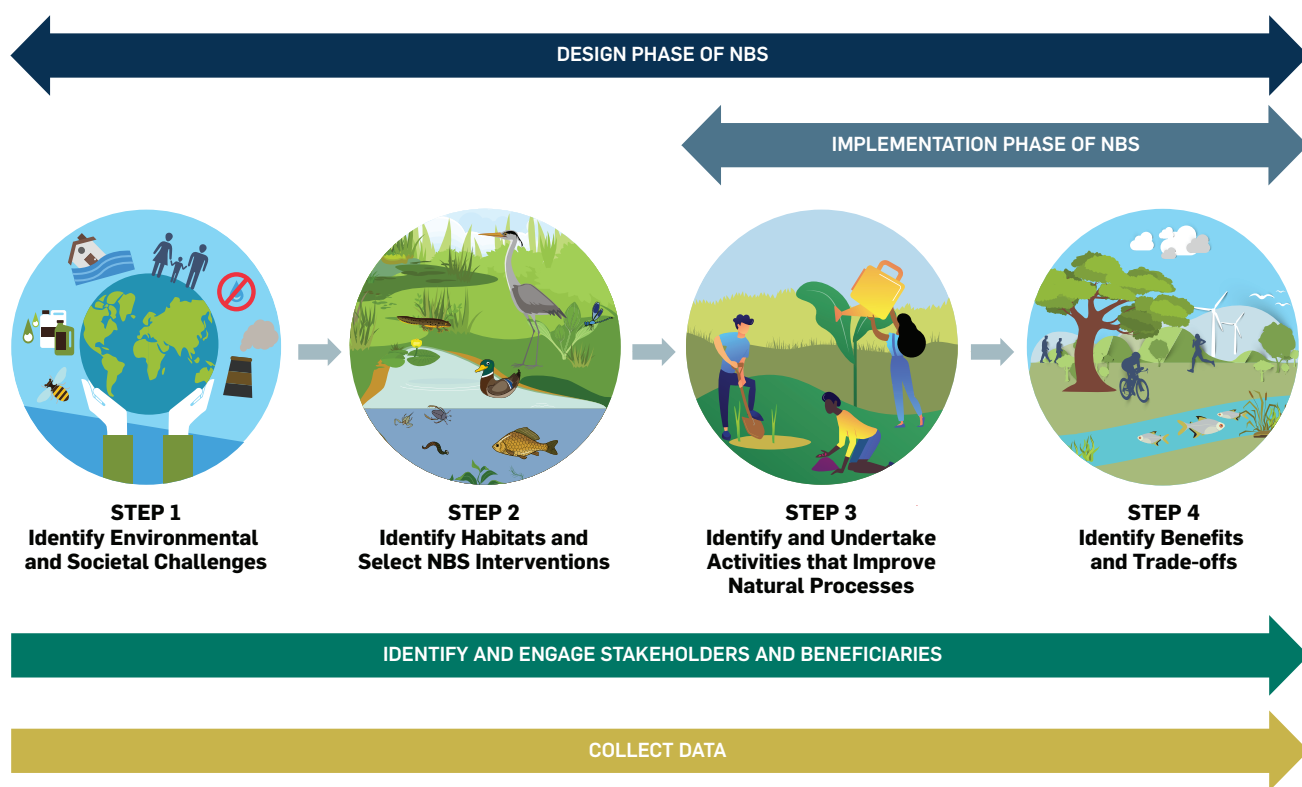 DESIGN PHASE OF NBS
IMPLEMENTATION PHASE OF NBS
STEP 1
Identify Environmental
and Societal Challenges
STEP 2
Identify Habitats and
Select NBS Interventions
STEP 3
Identify and Undertake
Activities that Improve
Natural Processes
STEP 4
Identify Benefits
and Trade-offs
IDENTIFY AND ENGAGE STAKEHOLDERS AND BENEFICIARIES
COLLECT DATA